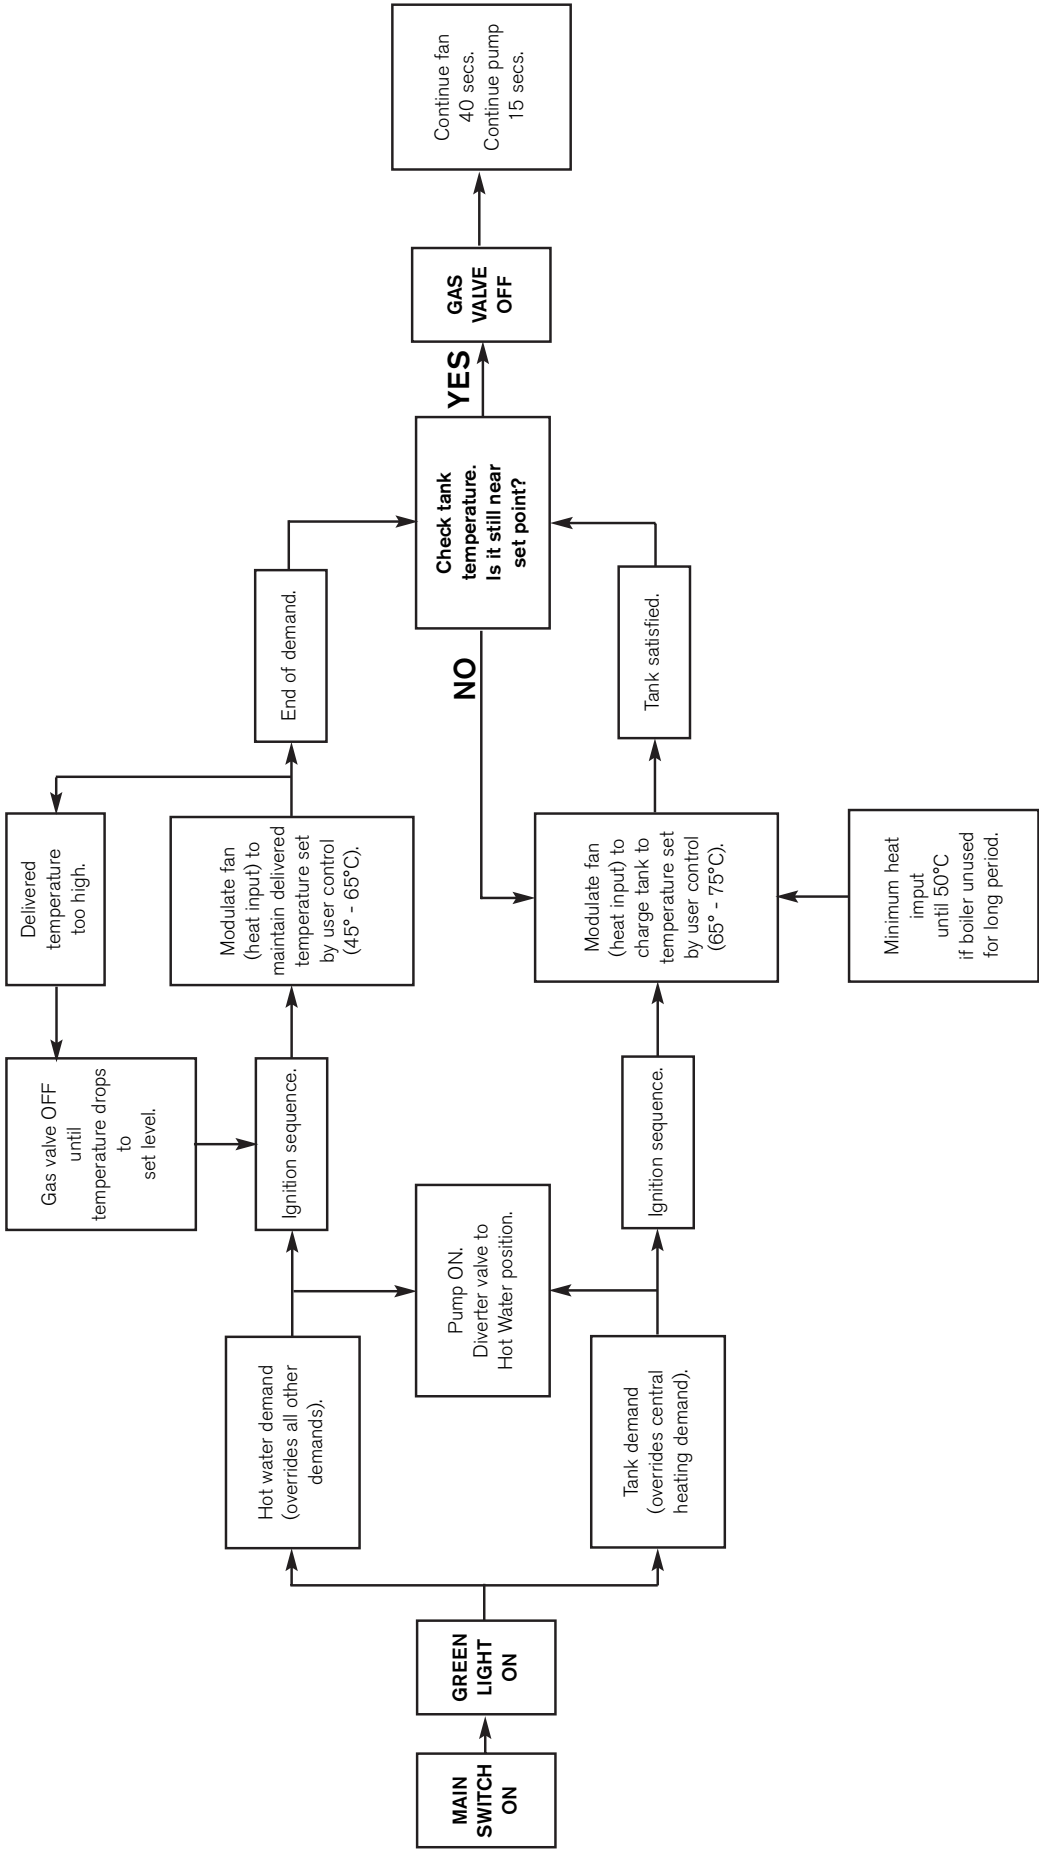 MAIN
SWITCH
ON
GREEN
LIGHT
ON
Hot water demand
(overrides all other
demands).
Tank demand
(overrides central
heating demand).
Pump ON.
Diverter valve to
Hot Water position.
Gas valve OFF
until
temperature drops
to
set level.
Ignition sequence.
Ignition sequence.
Delivered
temperature
too high.
Modulate fan
(heat input) to
maintain delivered
temperature set
by user control
(45° - 65°C).
Modulate fan
(heat input) to
charge tank to
temperature set
by user control
(65° - 75°C).
Minimum heat
imput
until 50°C
if boiler unused
for long period.
End of demand.
NO
Tank satisfied.
Check tank
temperature.
Is it still near
set point?
YES
GAS
VALVE
OFF
Continue fan
40 secs.
Continue pump
15 secs.